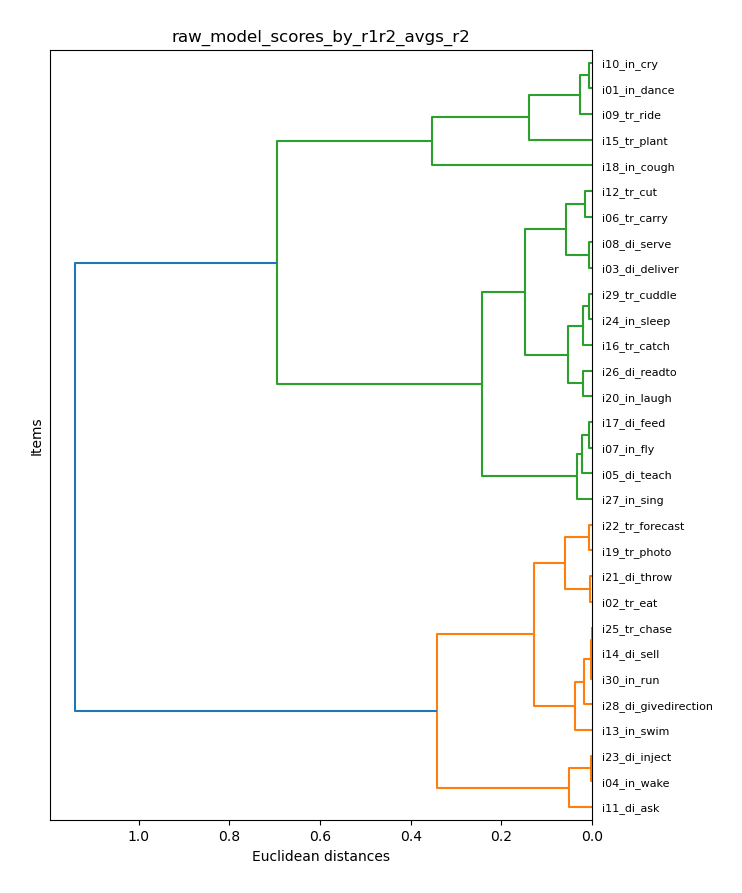 raw_model_scores_by_r1r2_avgs_r2
i10_in_cry
i01_in_dance
i09_tr_ride
i15_tr_plant
i18_in_cough
i12_tr_cut
i06_tr_carry
i08_di_serve
i03_di_deliver
i29_tr_cuddle
i24_in_sleep
i16_tr_catch
i26_di_readto
i20_in_laugh
i17_di_feed
i07_in_fly
i05_di_teach
i27_in_sing
i22_tr_forecast
i19_tr_photo
i21_di_throw
i02_tr_eat
i25_tr_chase
i14_di_sell
i30_in_run
i28_di_givedirection
i13_in_swim
i23_di_inject
i04_in_wake
i11_di_ask
Items
1.0 0.8 0.6 0.4 0.2 0.0
Euclidean distances